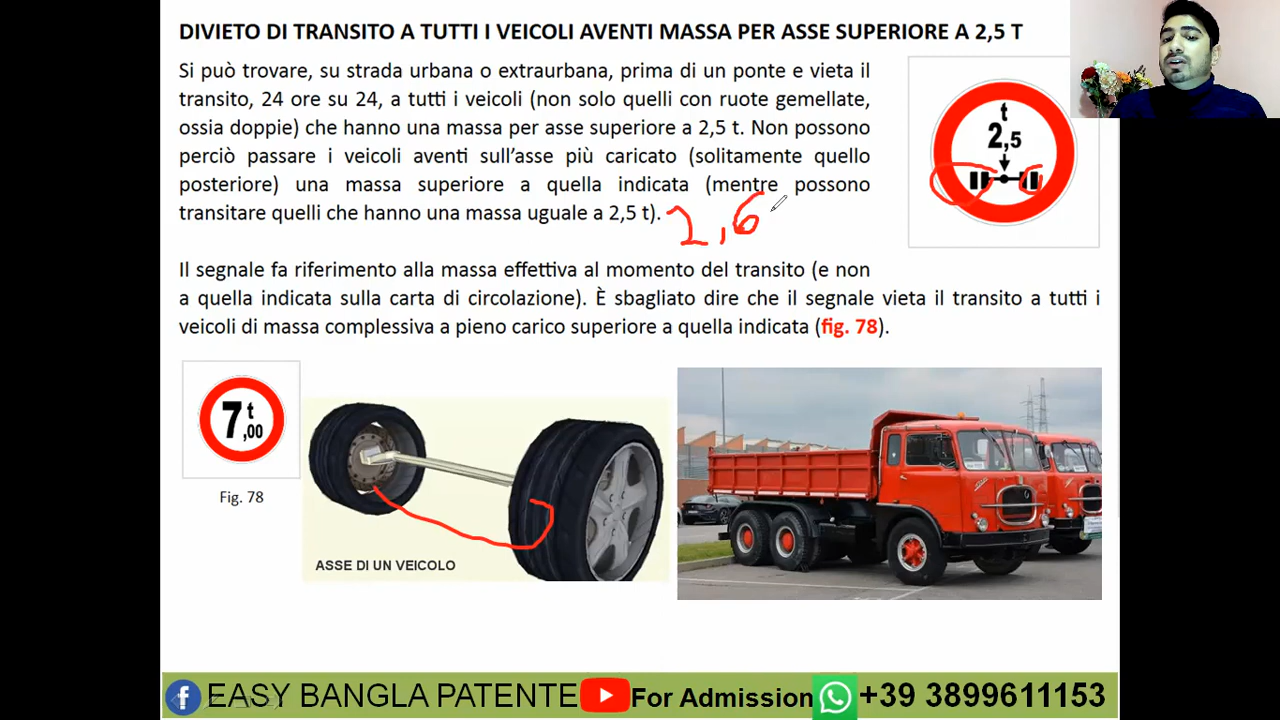 DIVIETO DI TRANSITO A TUTTI I VEICOLI AVENTI MASSA PER ASSE SUPERIORE A 2,5 T
Si può trovare, su strada urbana o extraurbana, prima di un ponte e vieta il
transito, 24 ore su 24, a tutti i veicoli (non solo quelli con ruote gemellate,
ossia doppie) che hanno una massa per asse superiore a 2,5 t. Non possono
perciò passare i veicoli aventi sull'asse più caricato (solitamente quello
posteriore) una massa superiore a quella indicata (mentre possono
transitare quelli che hanno una massa uguale a 2,5 t).
2,6
t
2,5
Il segnale fa riferimento alla massa effettiva al momento del transito (e non
a quella indicata sulla carta di circolazione). È sbagliato dire che il segnale vieta il transito a tutti i
veicoli di massa complessiva a pieno carico superiore a quella indicata (fig. 78).
7,00 t
Fig. 78
ASSE DI UN VEICOLO
EASY BANGLA PATENTE For Admission +39 3899611153